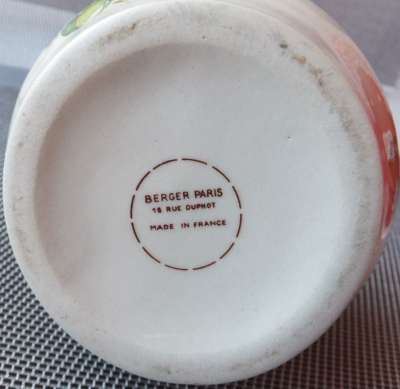 BERGER PARIS
16 RUE DUPHOT
MADE IN FRANCE